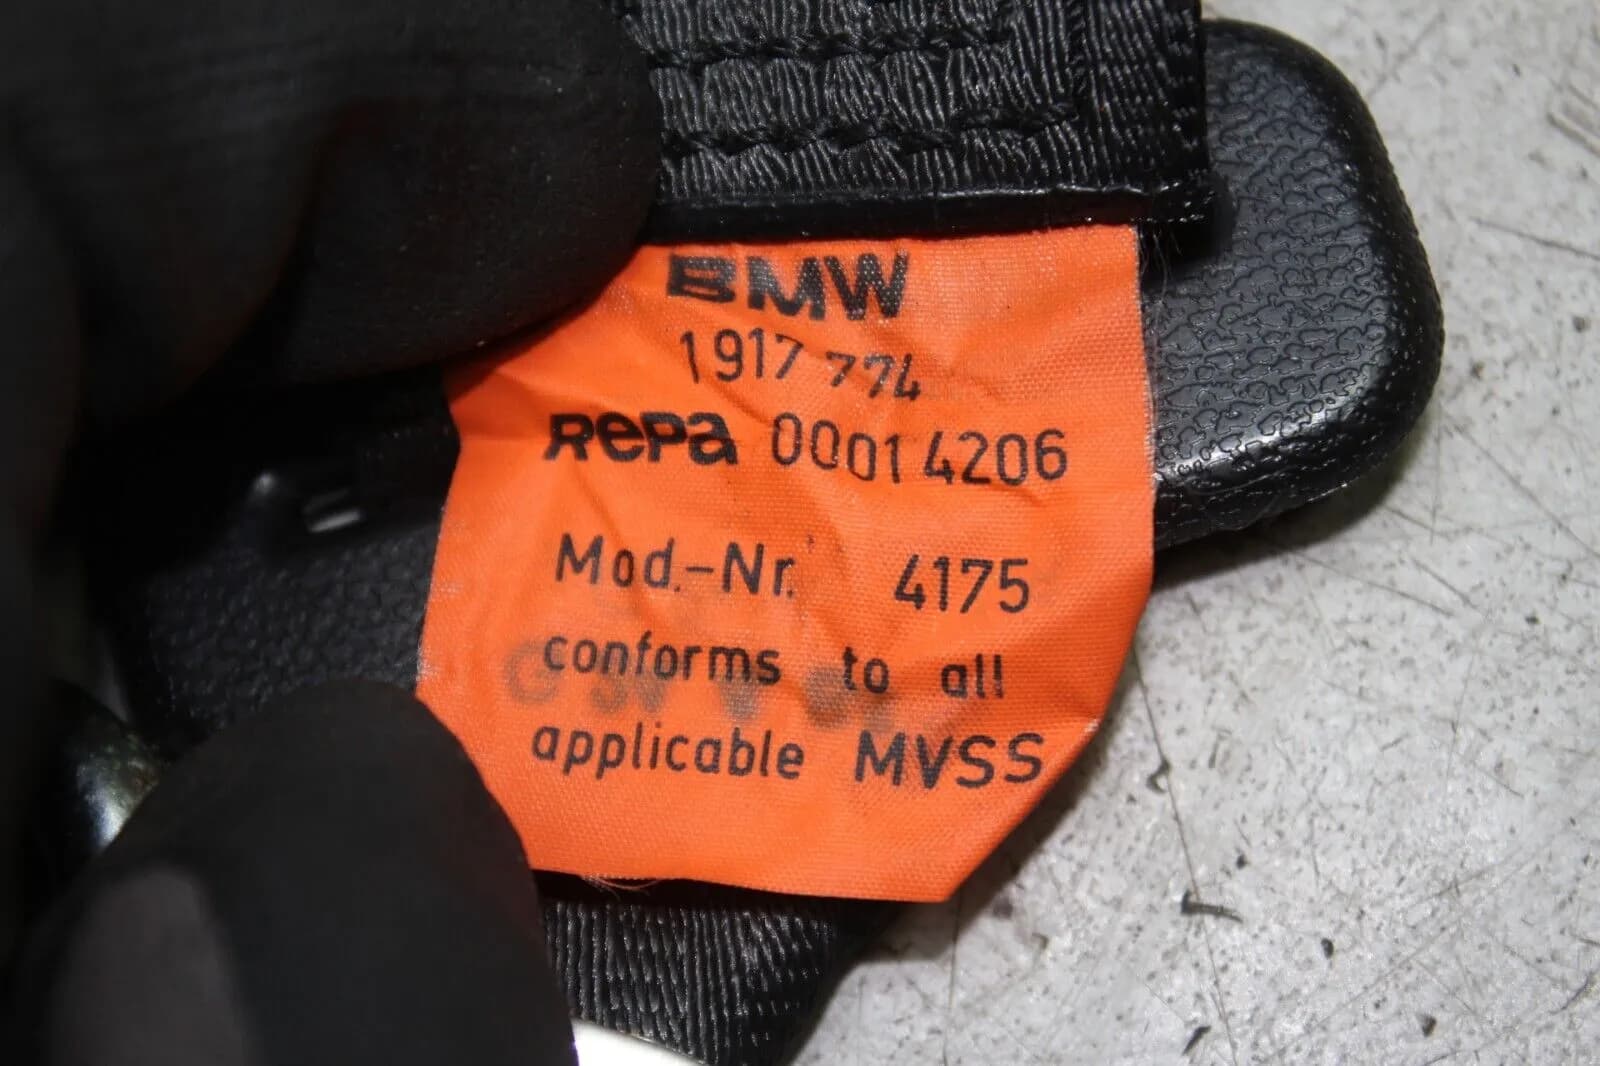 BMW
1917 774
RePa 00014206
Mod.-Nr. 4175
conforms to all
applicable MVSS